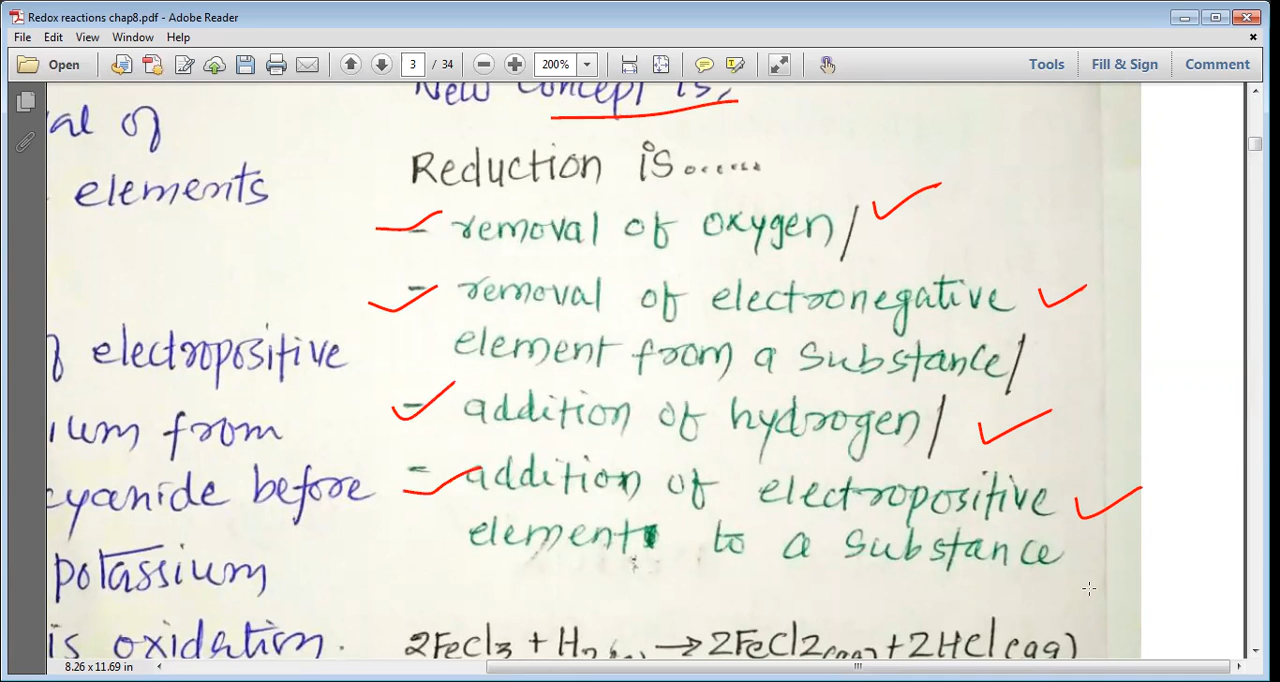 Redox reactions chap8.pdf - Adobe Reader
File Edit View Window Help
Open 3 / 34 200% Tools Fill & Sign Comment
New Concept is,
al of
elements
Reduction is......
- removal of oxygen/
- removal of electronegative
element from a substance/
- addition of hydrogen/
- addition of electropositive
element to a substance
f electropositive
ium from
cyanide before
potassium
is oxidation.
2FeCl3 + H2 → 2FeCl2(aq) + 2HCl(aq)
8.26 x 11.69 in